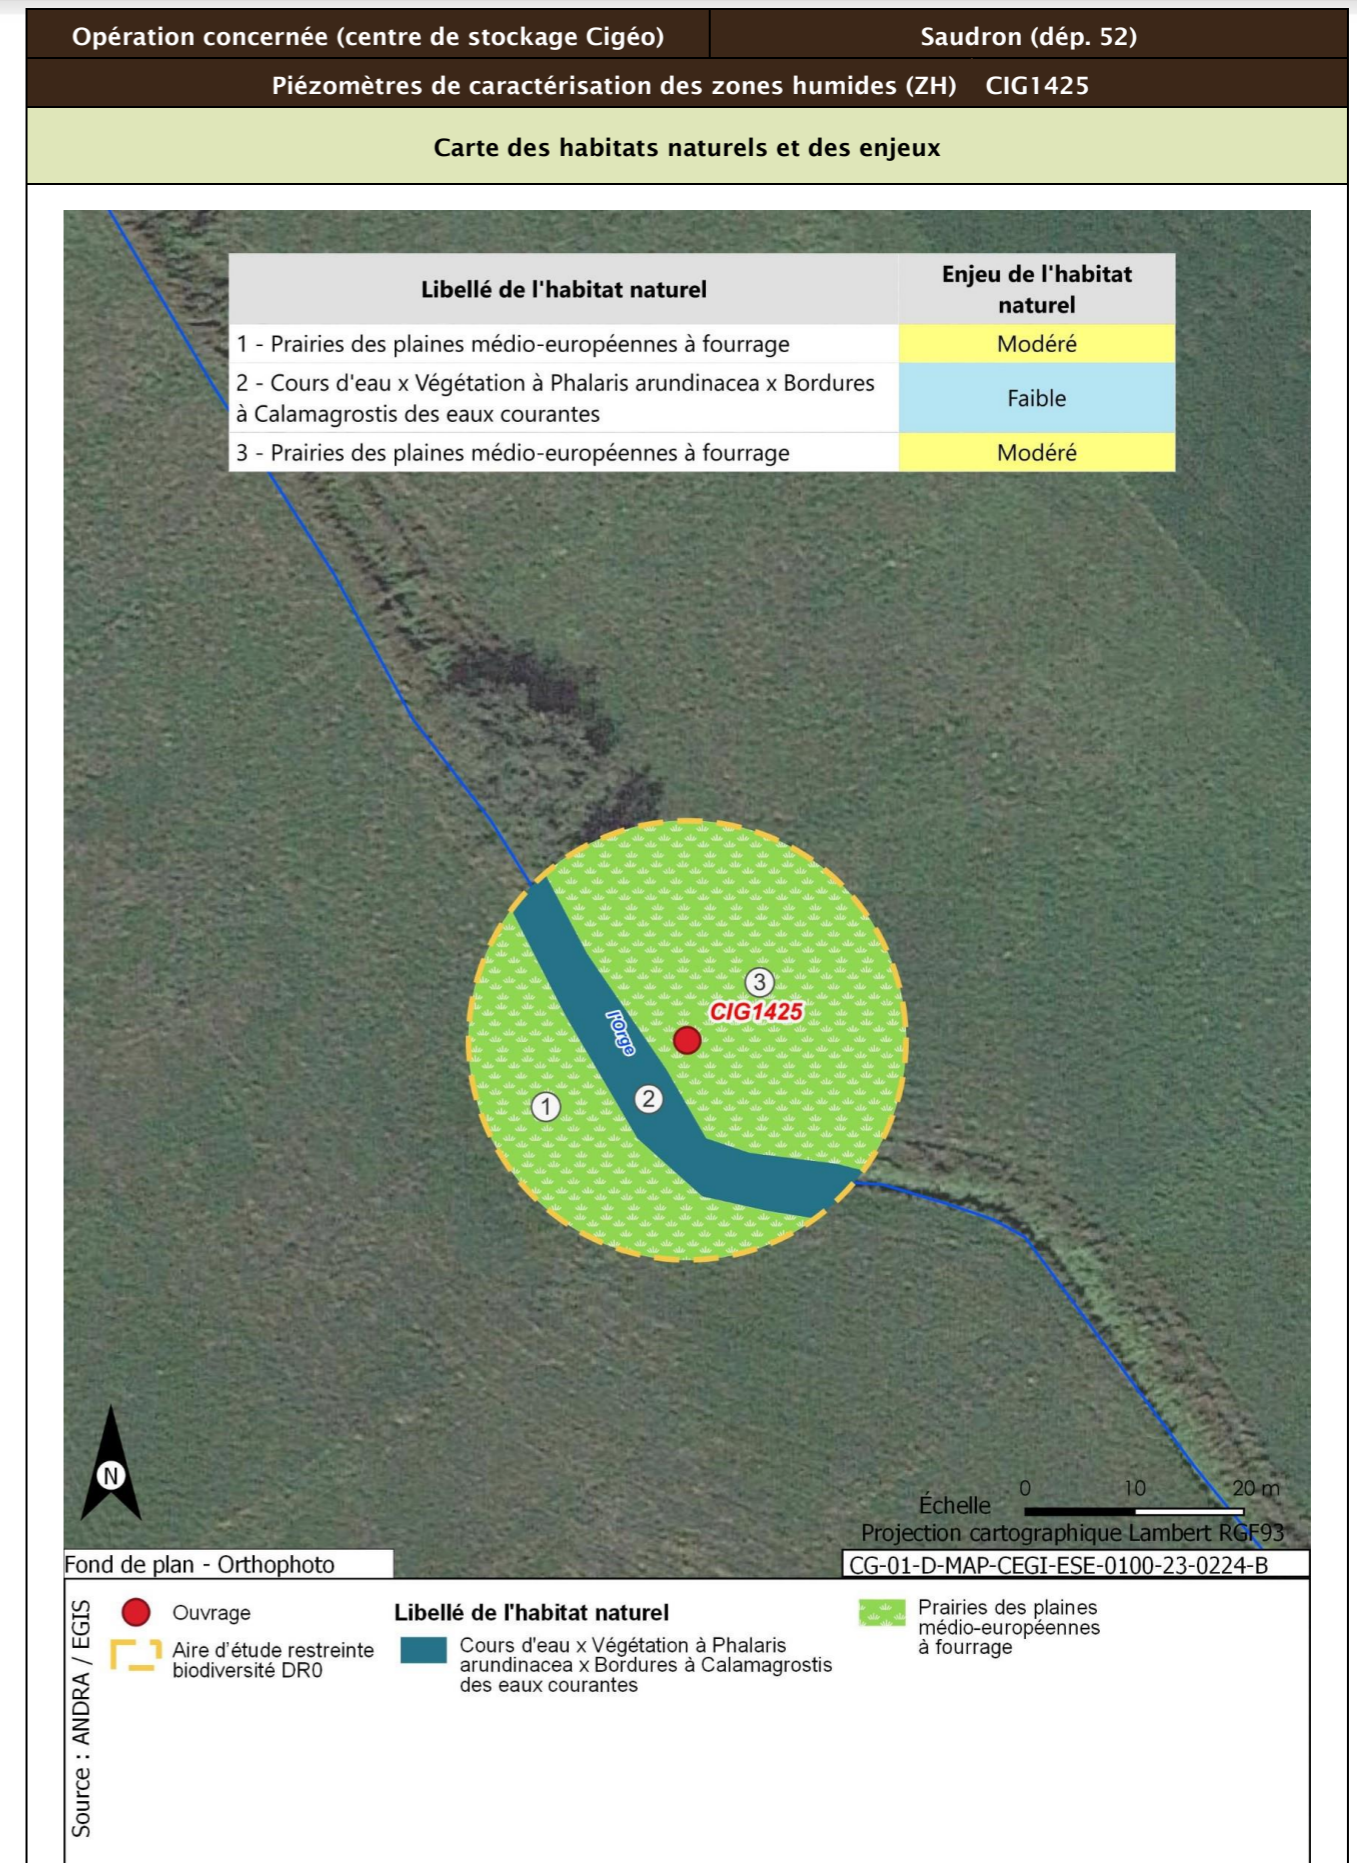 Opération concernée (centre de stockage Cigéo) Saudron (dép. 52)
Piézomètres de caractérisation des zones humides (ZH) CIG1425
Carte des habitats naturels et des enjeux
Libellé de l'habitat naturel Enjeu de l'habitat
naturel
1 - Prairies des plaines médio-européennes à fourrage Modéré
2 - Cours d'eau x Végétation à Phalaris arundinacea x Bordures
à Calamagrostis des eaux courantes Faible
3 - Prairies des plaines médio-européennes à fourrage Modéré
3
CIG1425
l'Orge
2
1
N
0 10 20 m
Échelle
Projection cartographique Lambert RGF93
Fond de plan - Orthophoto CG-01-D-MAP-CEGI-ESE-0100-23-0224-B
Source : ANDRA / EGIS
Ouvrage
Aire d'étude restreinte
biodiversité DR0
Libellé de l'habitat naturel
Cours d'eau x Végétation à Phalaris
arundinacea x Bordures à Calamagrostis
des eaux courantes
Prairies des plaines
médio-européennes
à fourrage